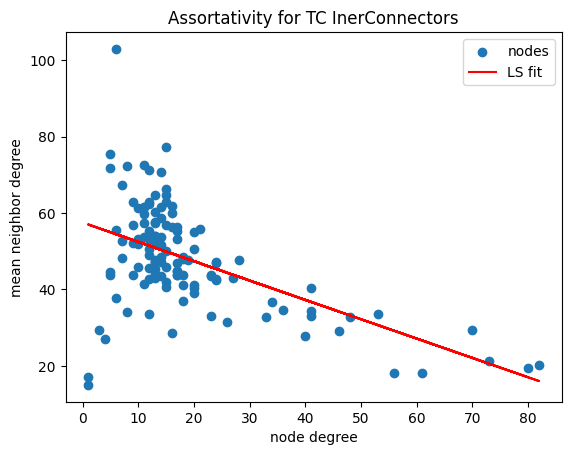 Assortativity for TC InerConnectors
nodes
LS fit
100
80
60
40
20
mean neighbor degree
0 10 20 30 40 50 60 70 80
node degree